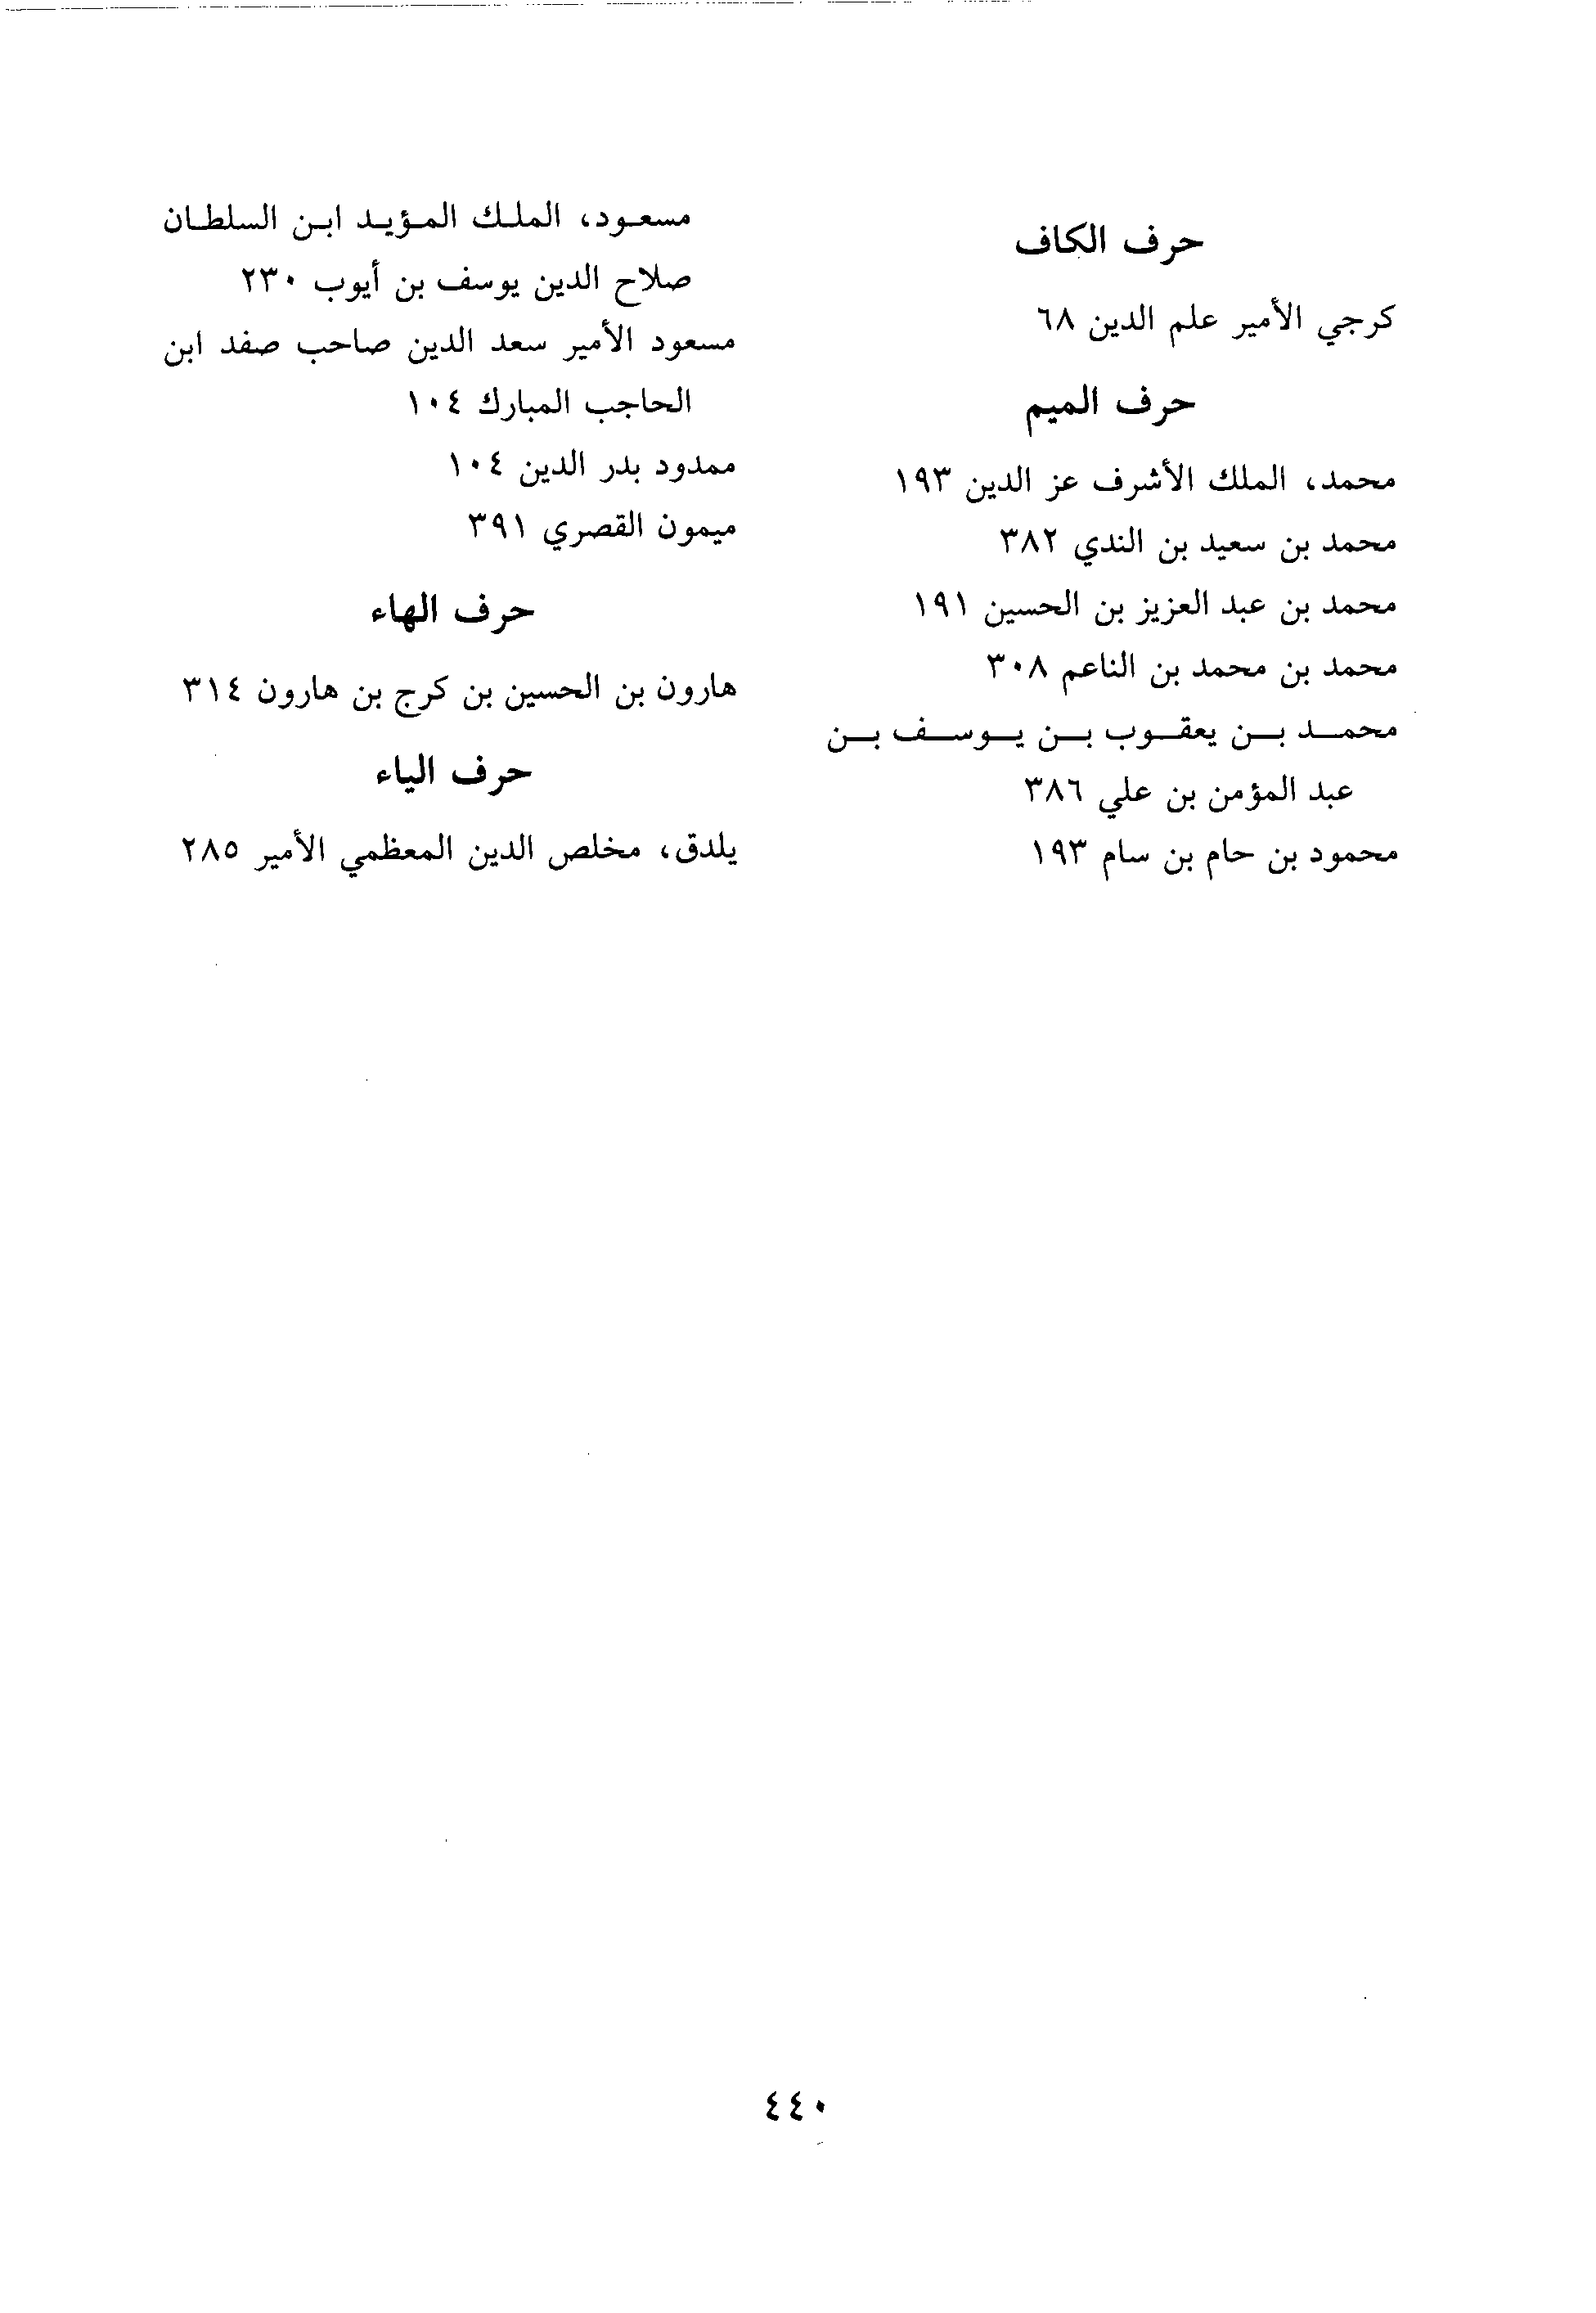 حرف الكاف
كرجي الأمير علم الدين ٦٨
حرف الميم
محمد، الملك الأشرف عز الدين ١٩٣
محمد بن سعيد بن الندي ٣٨٢
محمد بن عبد العزيز بن الحسين ١٩١
محمد بن محمد بن الناعم ٣٠٨
محمد بن يعقوب بن يوسف بن
عبد المؤمن بن علي ٣٨٦
محمود بن حام بن سام ١٩٣
مسعود، الملك المؤيد ابن السلطان
صلاح الدين يوسف بن أيوب ٢٣٠
مسعود الأمير سعد الدين صاحب صفد ابن
الحاجب المبارك ١٠٤
ممدود بدر الدين ١٠٤
ميمون القصري ٣٩١
حرف الهاء
هارون بن الحسين بن كرج بن هارون ٣١٤
حرف الياء
يلدق، مخلص الدين المعظمي الأمير ٢٨٥
٤٤٠